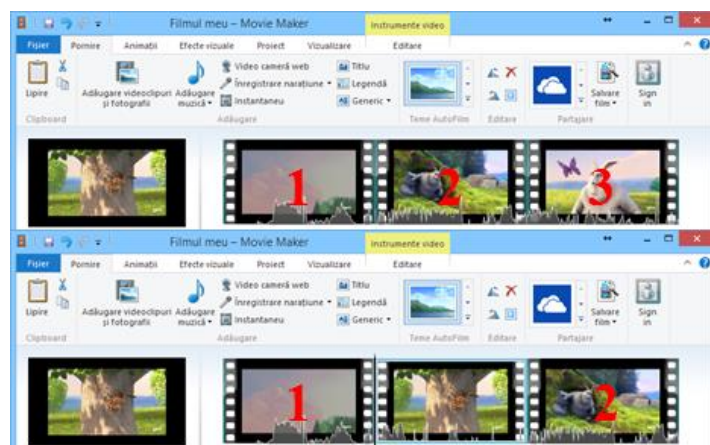 Filmul meu – Movie Maker
Instrumente video
Fișier Pornire Animații Efecte vizuale Proiect Vizualizare Editare
Lipire
Adăugare videoclipuri și fotografii
Adăugare muzică
Video cameră web
Înregistrare narațiune
Instantaneu
Titlu
Legendă
Generic
Salvare film
Sign in
Clipboard Adăugare Teme AutoFilm Editare Partajare
1 2 3
Filmul meu – Movie Maker
Instrumente video
Fișier Pornire Animații Efecte vizuale Proiect Vizualizare Editare
Lipire
Adăugare videoclipuri și fotografii
Adăugare muzică
Video cameră web
Înregistrare narațiune
Instantaneu
Titlu
Legendă
Generic
Salvare film
Sign in
Clipboard Adăugare Teme AutoFilm Editare Partajare
1 2